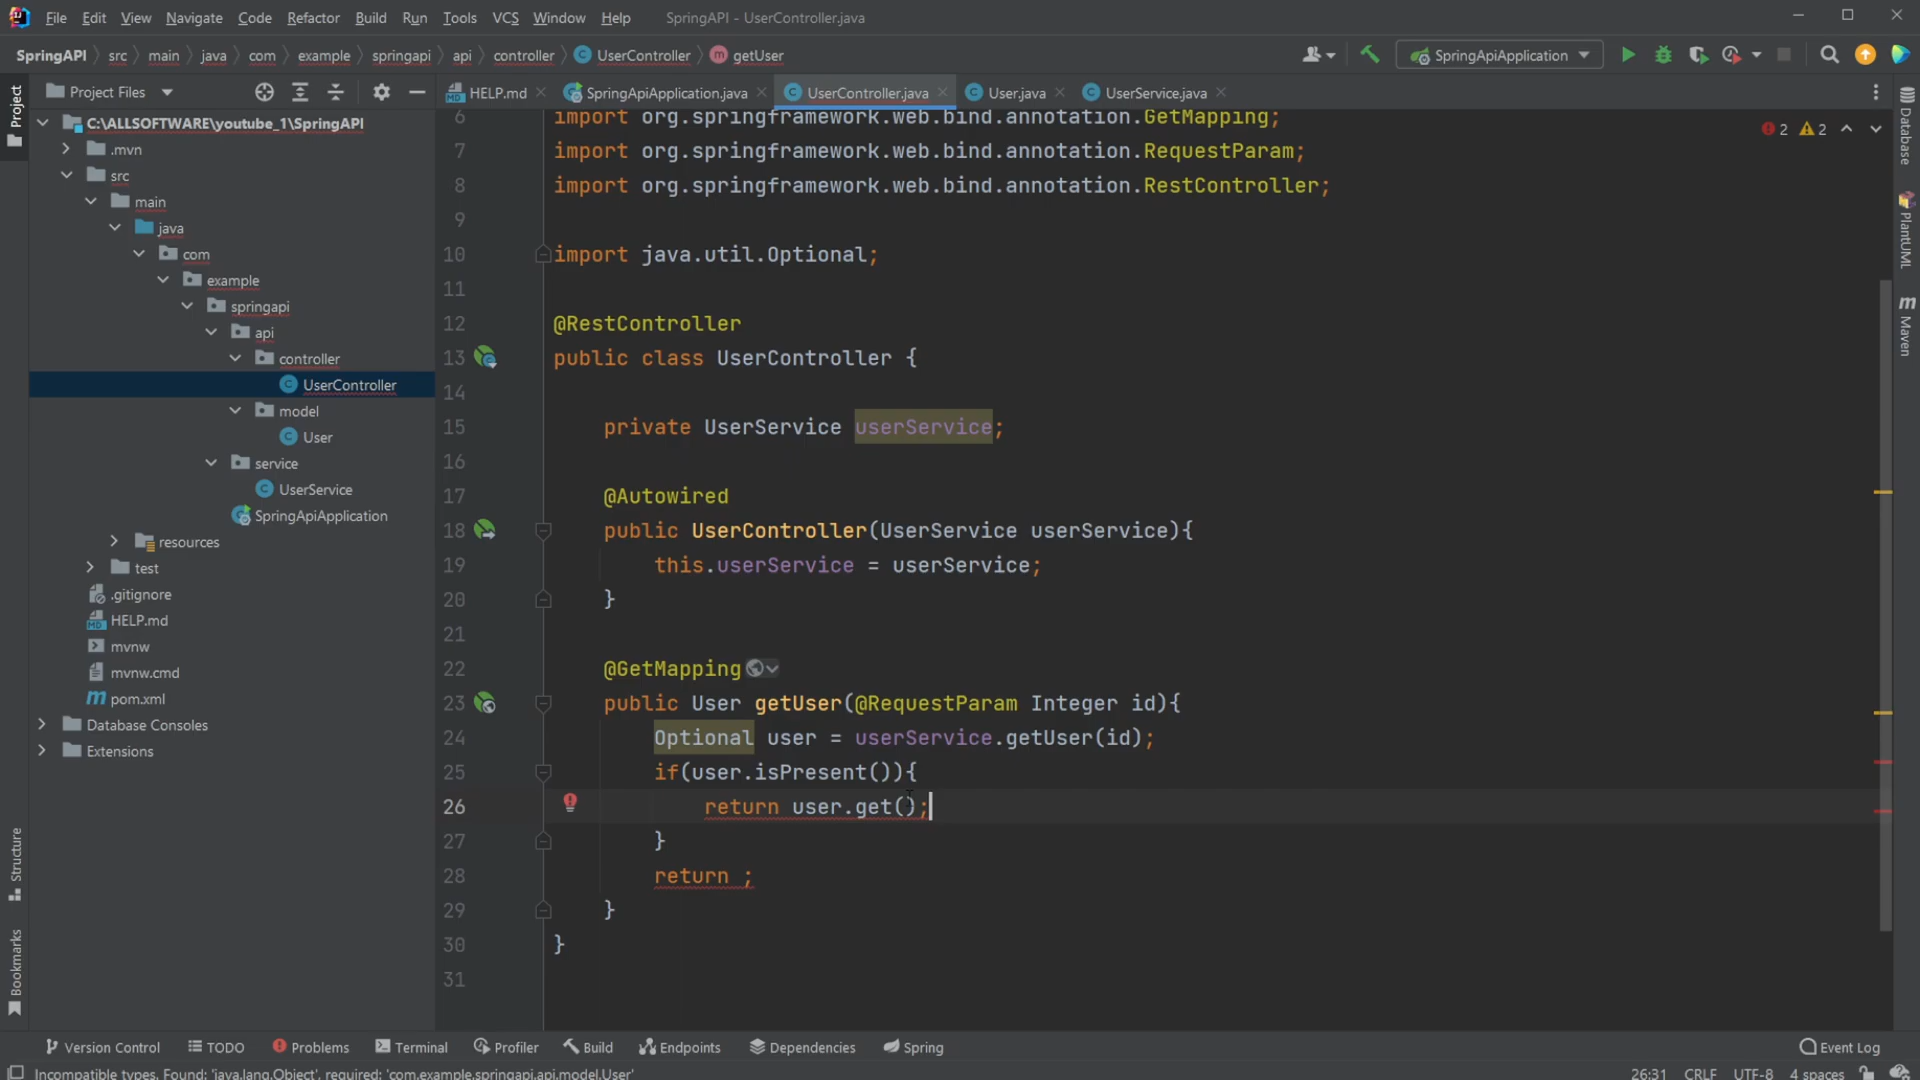 File Edit View Navigate Code Refactor Build Run Tools VCS Window Help SpringAPI - UserController.java
SpringAPI src main java com example springapi api controller UserController getUser SpringApiApplication
Project
Project Files
HELP.md SpringApiApplication.java UserController.java User.java UserService.java
C:\ALLSOFTWARE\youtube_1\SpringAPI
.mvn
src
main
java
com
example
springapi
api
controller
UserController
model
User
service
UserService
SpringApiApplication
resources
test
.gitignore
HELP.md
mvnw
mvnw.cmd
pom.xml
Database Consoles
Extensions
2 2
6 import org.springframework.web.bind.annotation.GetMapping;
7 import org.springframework.web.bind.annotation.RequestParam;
8 import org.springframework.web.bind.annotation.RestController;
9
10 import java.util.Optional;
11
12 @RestController
13 public class UserController {
14
15 private UserService userService;
16
17 @Autowired
18 public UserController(UserService userService){
19 this.userService = userService;
20 }
21
22 @GetMapping
23 public User getUser(@RequestParam Integer id){
24 Optional user = userService.getUser(id);
25 if(user.isPresent()){
26 return user.get();
27 }
28 return ;
29 }
30 }
31
Database
PlantUML
Maven
Structure
Bookmarks
Version Control TODO Problems Terminal Profiler Build Endpoints Dependencies Spring Event Log
Incompatible types. Found: 'java.lang.Object', required: 'com.example.springapi.api.model.User' 26:31 CRLF UTF-8 4 spaces